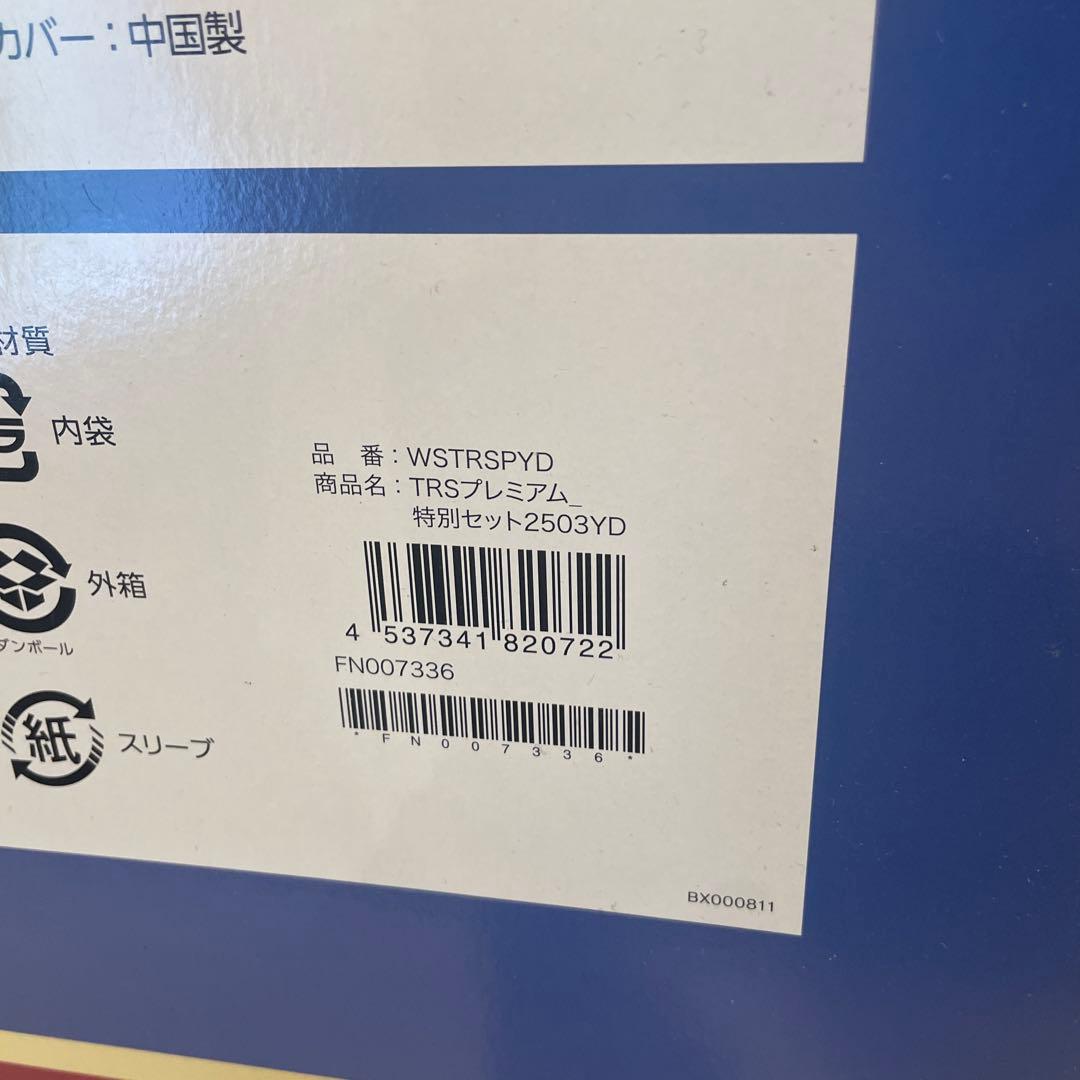 カバー：中国製
材質
内袋
品　番：WSTRSPYD
商品名：TRSプレミアム_
特別セット2503YD
外箱
ダンボール
4 537341 820722
FN007336
*FN007336*
紙
スリーブ
BX000811